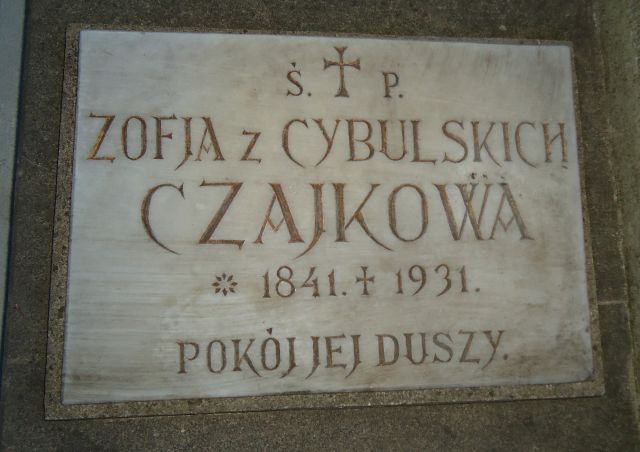 Ś. ✝ P.
ZOFJA z CYBULSKICH
CZAJKOWA
* 1841. ✝ 1931.
POKÓJ JEJ DUSZY.